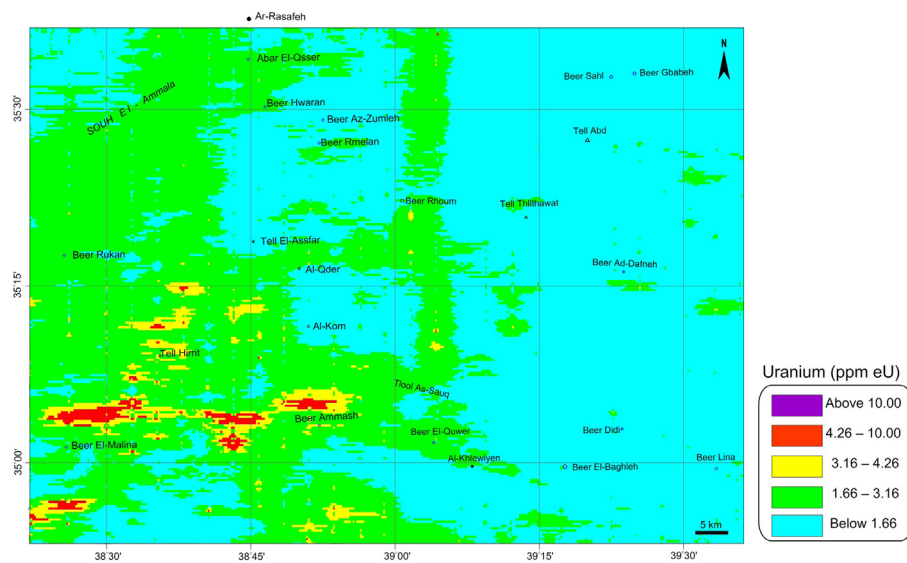 Ar-Rasafeh
Abar El-Qsser
N
Beer Sahl
Beer Gbabeh
SOUH El - Ammala
35°30'
Beer Hwaran
Beer Az-Zumleh
Tell Abd
Beer Rmelan
Beer Rhoum
Tell Thlithawat
Tell El-Assfar
Beer Rukan
Al-Qder
Beer Ad-Dafneh
35°15'
Al-Kom
Tell Hirrit
Tlool As-Sauq
Uranium (ppm eU)
Above 10.00
4.26 – 10.00
3.16 – 4.26
1.66 – 3.16
Below 1.66
Beer Ammash
Beer El-Quwer
Beer Didi
Beer El-Malina
Al-Khlewiyen
Beer El-Baghleh
Beer Lina
35°00'
5 km
38°30'
38°45'
39°00'
39°15'
39°30'